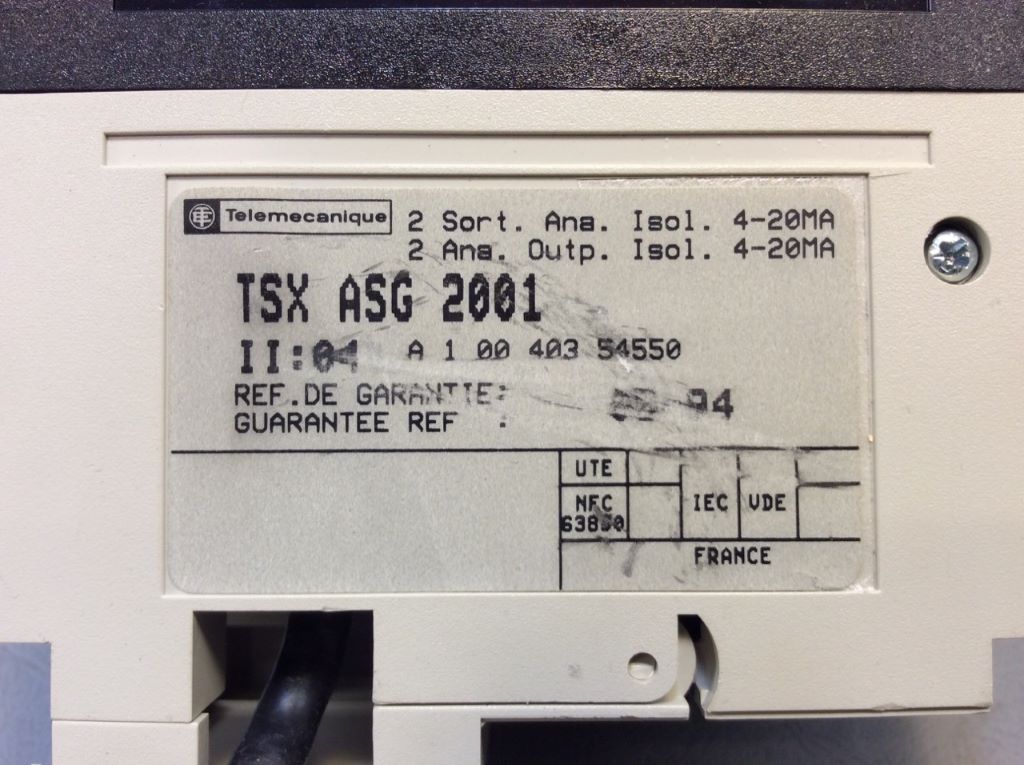 Telemecanique
2 Sort. Ana. Isol. 4-20MA
2 Ana. Outp. Isol. 4-20MA
TSX ASG 2001
II:04 A 1 00 403 54550
REF.DE GARANTIE:
GUARANTEE REF :
UTE
NFC
IEC VDE
FRANCE